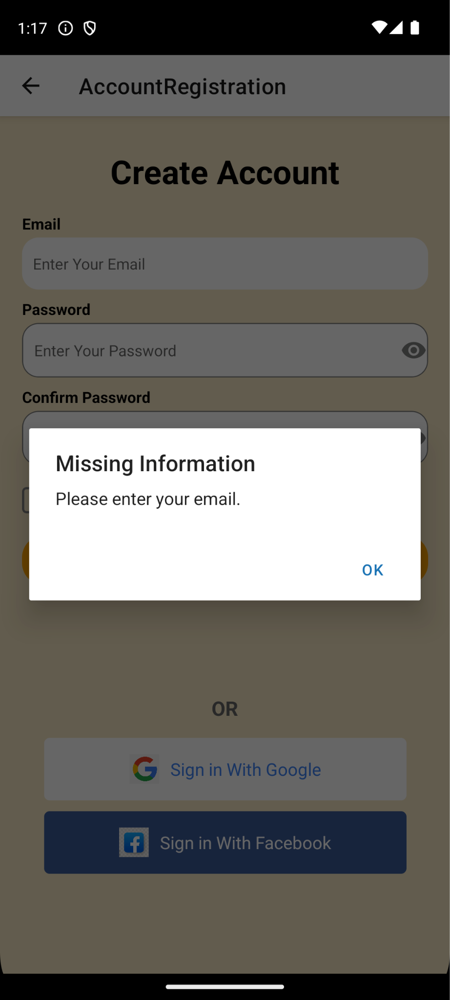 1:17
AccountRegistration
Create Account
Email
Enter Your Email
Password
Enter Your Password
Confirm Password
Missing Information
Please enter your email.
OK
OR
Sign in With Google
Sign in With Facebook